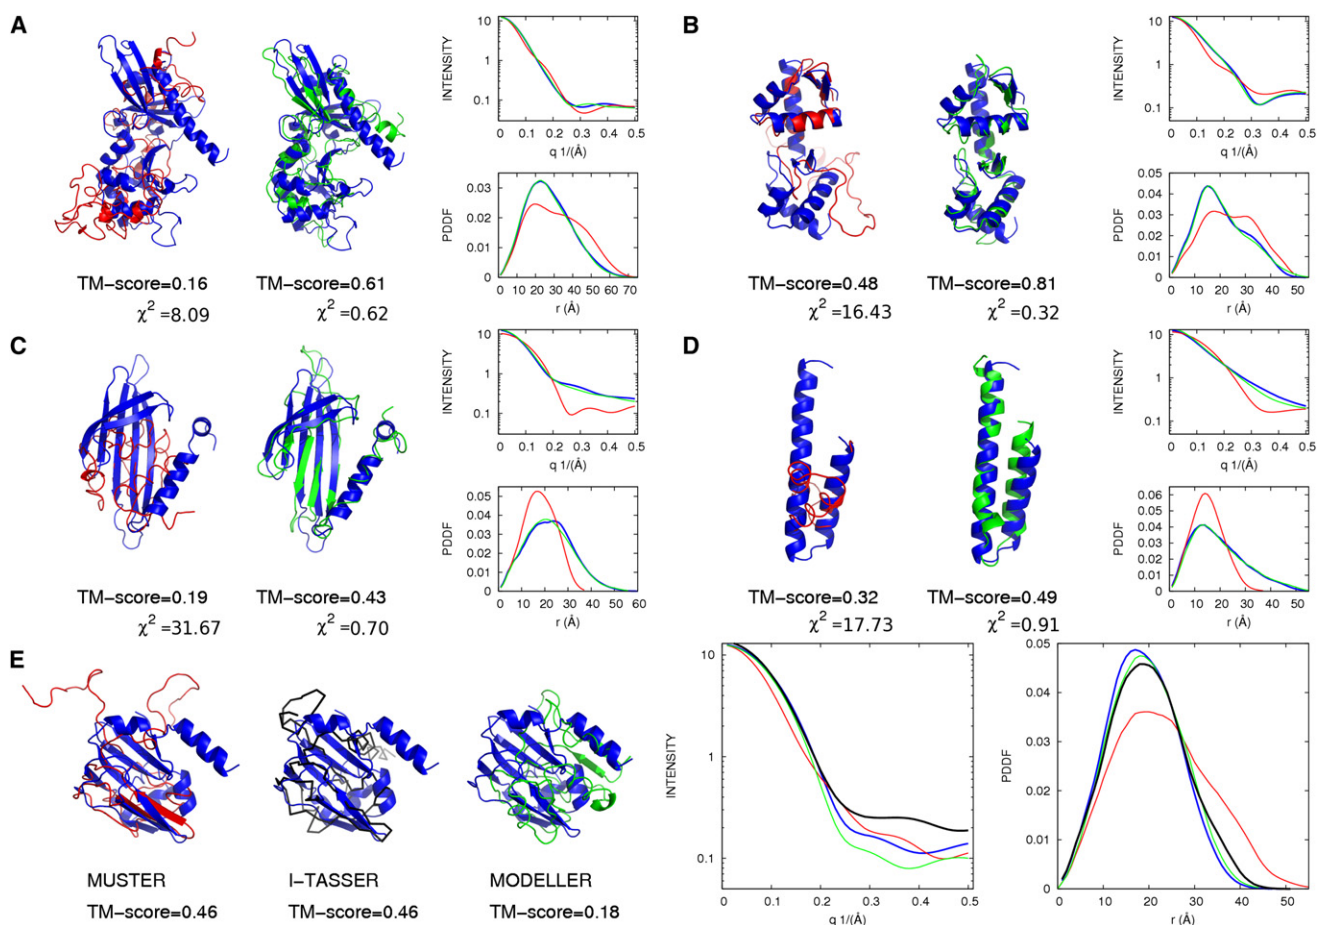 A
TM-score=0.16
χ² =8.09
TM-score=0.61
χ² =0.62
INTENSITY
10
1
0.1
0 0.1 0.2 0.3 0.4 0.5
q 1/(Å)
PDDF
0.03
0.02
0.01
0
10 20 30 40 50 60 70
r (Å)
B
TM-score=0.48
χ² =16.43
TM-score=0.81
χ² =0.32
INTENSITY
10
1
0.1
0 0.1 0.2 0.3 0.4 0.5
q 1/(Å)
PDDF
0.05
0.04
0.03
0.02
0.01
0
0 10 20 30 40 50
r (Å)
C
TM-score=0.19
χ² =31.67
TM-score=0.43
χ² =0.70
INTENSITY
10
1
0.1
0 0.1 0.2 0.3 0.4 0.5
q 1/(Å)
PDDF
0.05
0.04
0.03
0.02
0.01
0
0 10 20 30 40 50 60
r (Å)
D
TM-score=0.32
χ² =17.73
TM-score=0.49
χ² =0.91
INTENSITY
10
1
0.1
0 0.1 0.2 0.3 0.4 0.5
q 1/(Å)
PDDF
0.06
0.05
0.04
0.03
0.02
0.01
0
0 10 20 30 40 50
r (Å)
E
MUSTER
TM-score=0.46
I-TASSER
TM-score=0.46
MODELLER
TM-score=0.18
INTENSITY
10
1
0.1
0 0.1 0.2 0.3 0.4 0.5
q 1/(Å)
PDDF
0.05
0.04
0.03
0.02
0.01
0
0 10 20 30 40 50
r (Å)